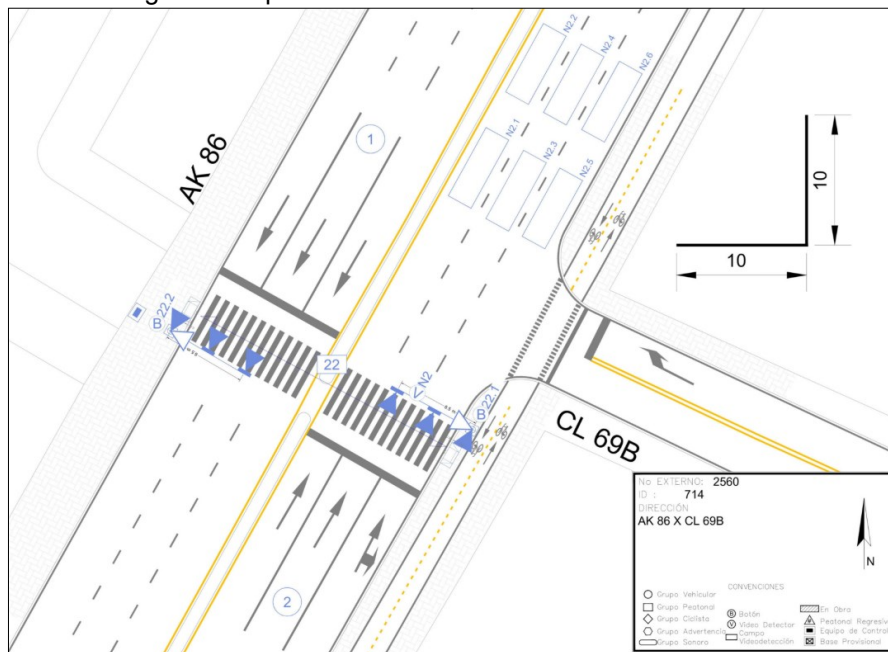 N2.2
N2.4
N2.6
N2.1
N2.3
N2.5
1
AK 86
10
10
22.2
B
22
V N2
22.1
B
CL 69B
2
No EXTERNO: 2560
ID : 714
DIRECCIÓN
AK 86 X CL 69B
N
CONVENCIONES
Grupo Vehicular
Grupo Peatonal
Grupo Ciclista
Grupo Advertencia
Grupo Sonoro
B Botón
V Video Detector
Campo Videodetección
En Obra
Peatonal Regresivo
Equipo de Control
Base Provisional